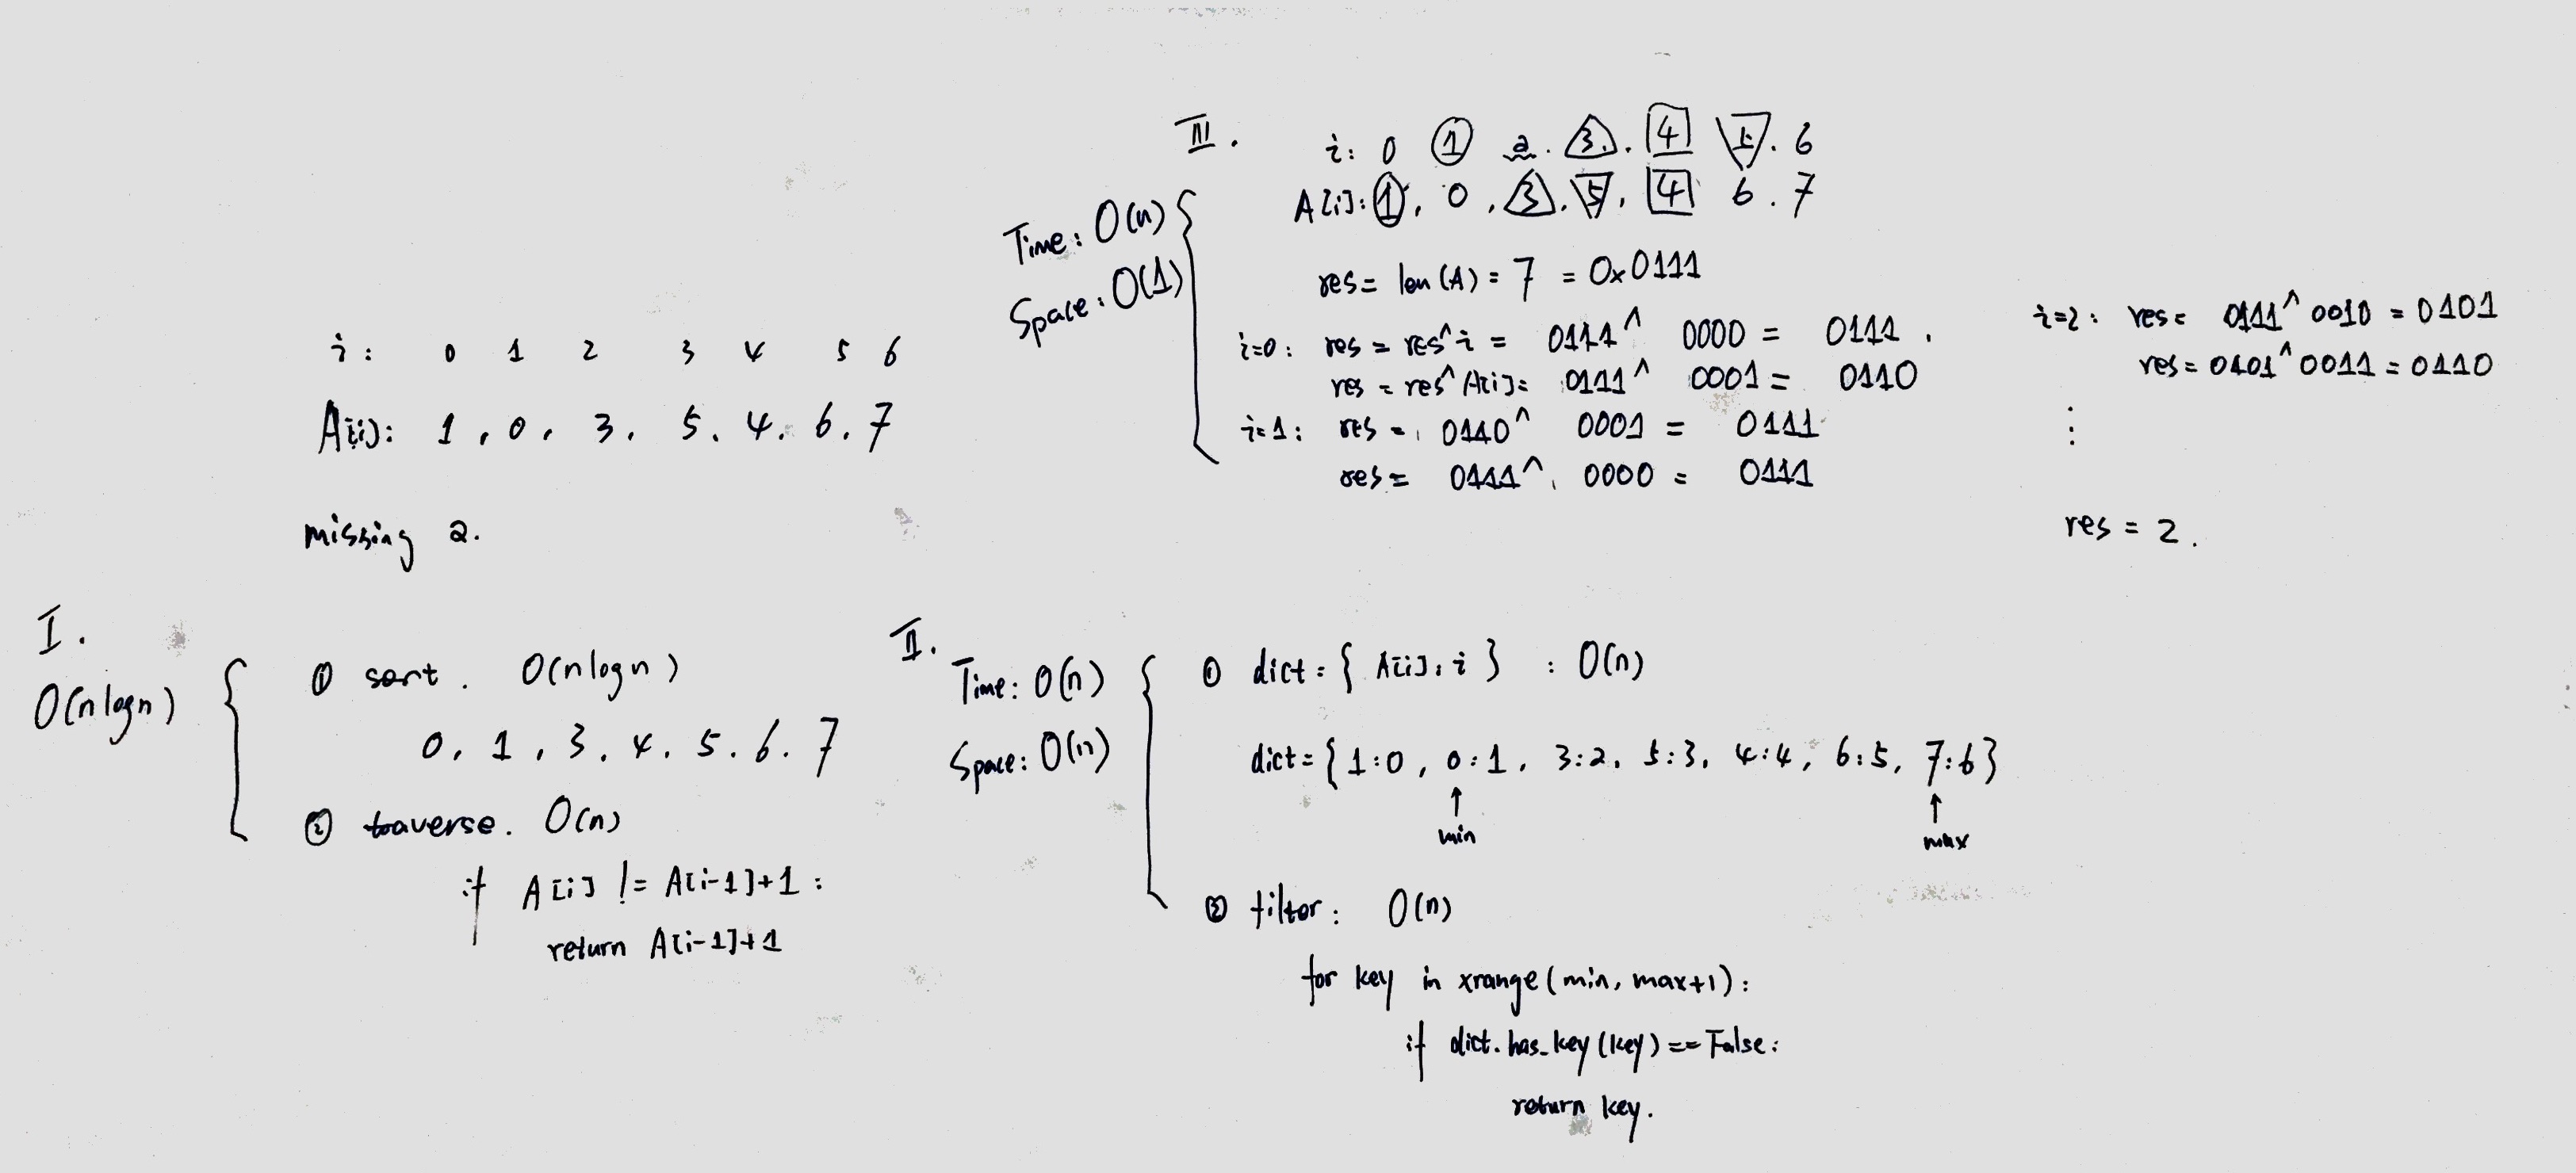 i: 0 1 2 3 4 5 6
A[i]: 1, 0, 3, 5, 4, 6, 7
missing 2.
I.
O(nlogn)
① sort. O(nlogn)
0, 1, 3, 4, 5, 6, 7
② traverse. O(n)
if A[i] != A[i-1]+1:
return A[i-1]+1
II.
Time: O(n)
Space: O(n)
① dict = { A[i], i } : O(n)
dict = {1:0, 0:1, 3:2, 5:3, 4:4, 6:5, 7:6}
↑ ↑
min max
② filter: O(n)
for key in xrange(min, max+1):
if dict.has_key(key) == False:
return key.
III.
Time: O(n)
Space: O(1)
i: 0 1 2. 3. 4 5. 6
A[i]: 1, 0, 3, 5, 4 6. 7
res = len(A) = 7 = 0x0111
i=0: res = res^i = 0111^ 0000 = 0111.
res = res^A[i] = 0111^ 0001 = 0110
i=1: res = 0110^ 0001 = 0111
res = 0111^ 0000 = 0111
i=2: res = 0111^0010 = 0101
res = 0101^0011 = 0110
⋮
res = 2.